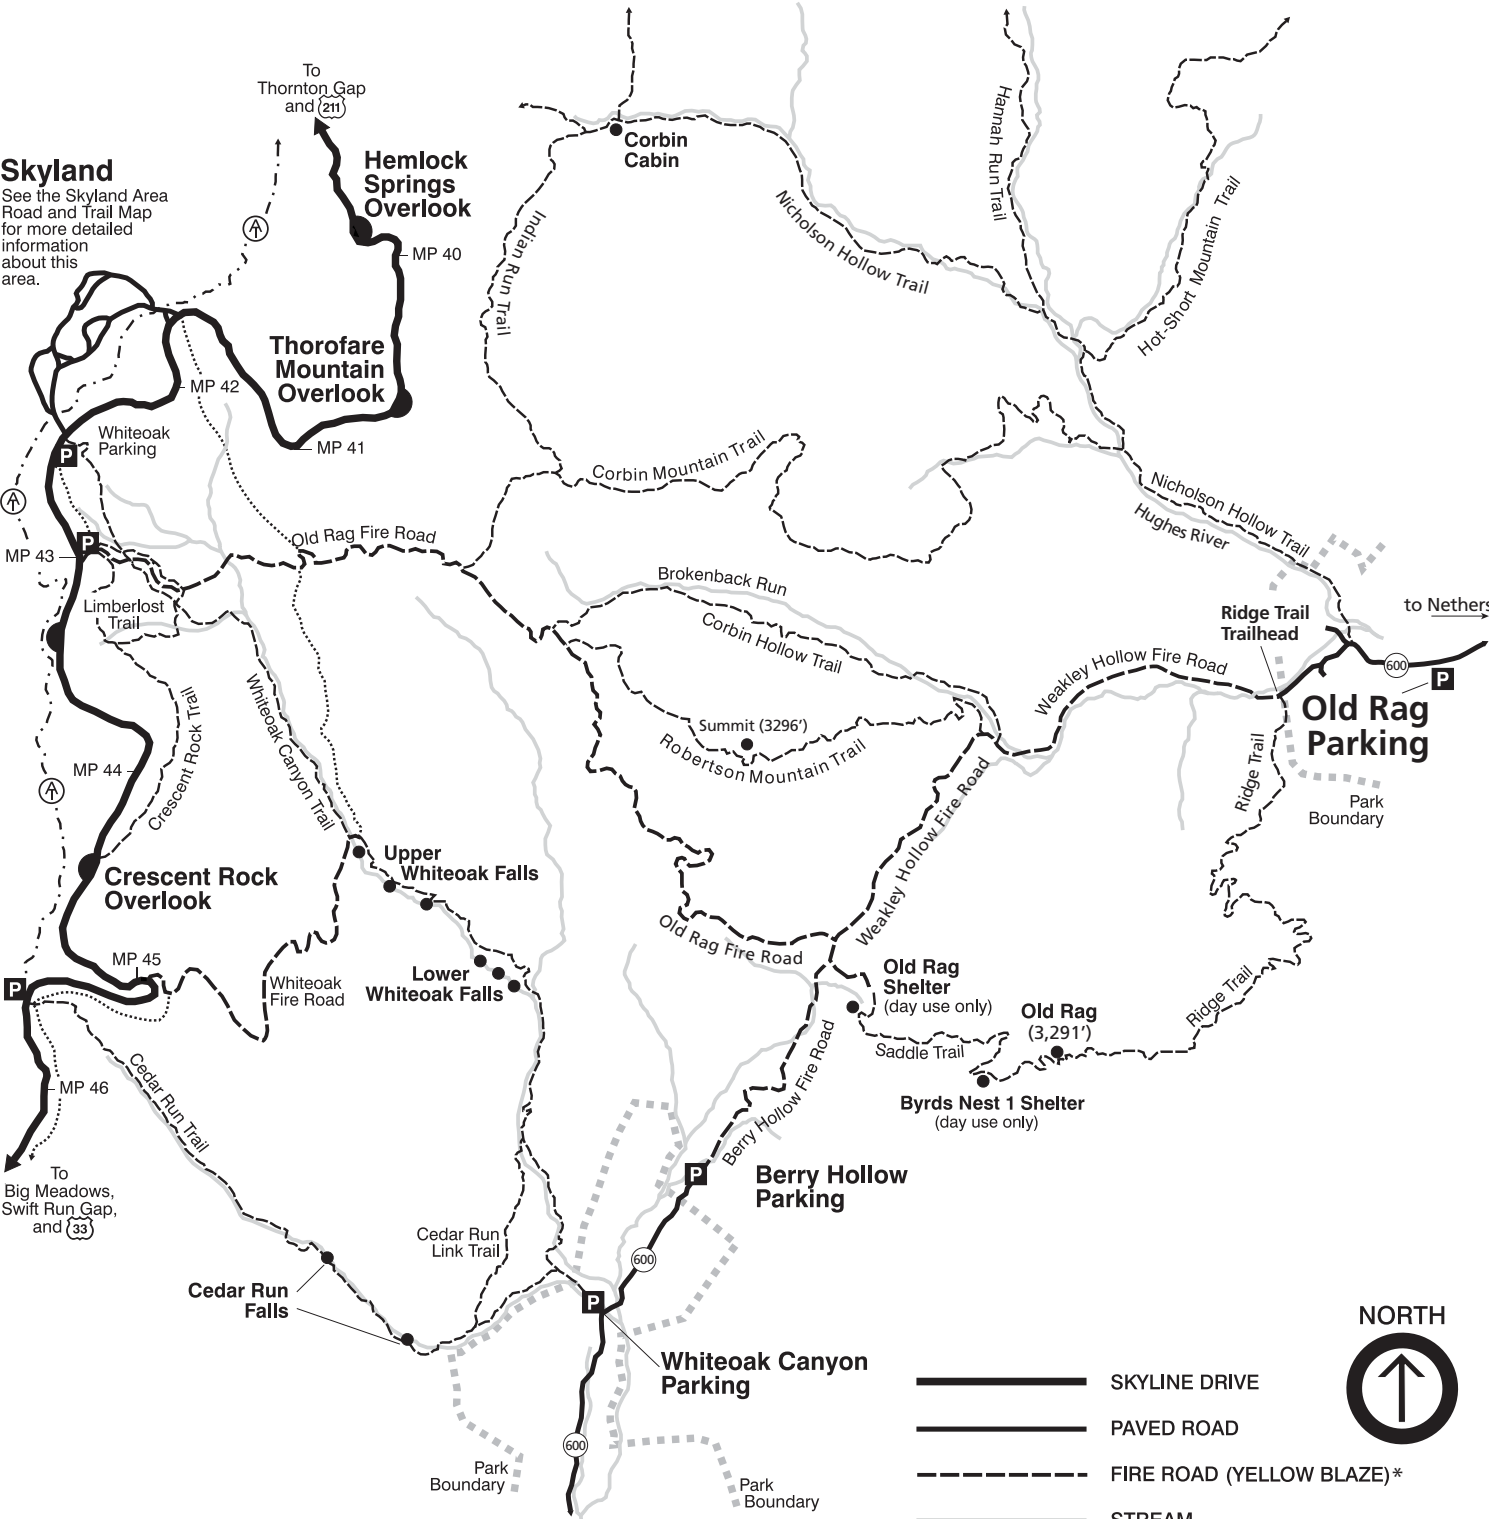 To
Thornton Gap
and 211
Skyland
See the Skyland Area
Road and Trail Map
for more detailed
information
about this
area.
Hemlock
Springs
Overlook
MP 40
Corbin
Cabin
Hannah Run Trail
Nicholson Hollow Trail
Hot-Short Mountain Trail
Indian Run Trail
Thorofare
Mountain
Overlook
MP 42
MP 41
Whiteoak
Parking
P
Corbin Mountain Trail
Nicholson Hollow Trail
Hughes River
MP 43
P
Old Rag Fire Road
Limberlost
Trail
Brokenback Run
Corbin Hollow Trail
Ridge Trail
Trailhead
to Nethers
600
P
Weakley Hollow Fire Road
Old Rag
Parking
Whiteoak Canyon Trail
Crescent Rock Trail
Summit (3296')
Robertson Mountain Trail
MP 44
Weakley Hollow Fire Road
Ridge Trail
Park
Boundary
Crescent Rock
Overlook
Upper
Whiteoak Falls
Old Rag Fire Road
MP 45
P
Whiteoak
Fire Road
Lower
Whiteoak Falls
Old Rag
Shelter
(day use only)
Old Rag
(3,291')
Ridge Trail
Saddle Trail
Byrds Nest 1 Shelter
(day use only)
MP 46
Cedar Run Trail
Berry Hollow Fire Road
P
Berry Hollow
Parking
To
Big Meadows,
Swift Run Gap,
and 33
Cedar Run
Link Trail
600
Cedar Run
Falls
P
Whiteoak Canyon
Parking
600
Park
Boundary
Park
Boundary
NORTH
SKYLINE DRIVE
PAVED ROAD
FIRE ROAD (YELLOW BLAZE)*
STREAM